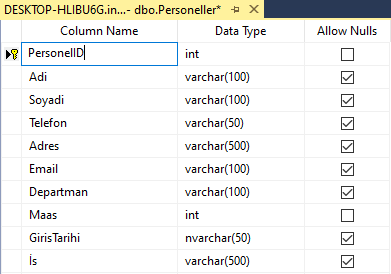 DESKTOP-HLIBU6G.in...- dbo.Personeller*
Column Name Data Type Allow Nulls
PersonelID int
Adi varchar(100)
Soyadi varchar(100)
Telefon varchar(50)
Adres varchar(500)
Email varchar(100)
Departman varchar(100)
Maas int
GirisTarihi nvarchar(50)
İs varchar(500)